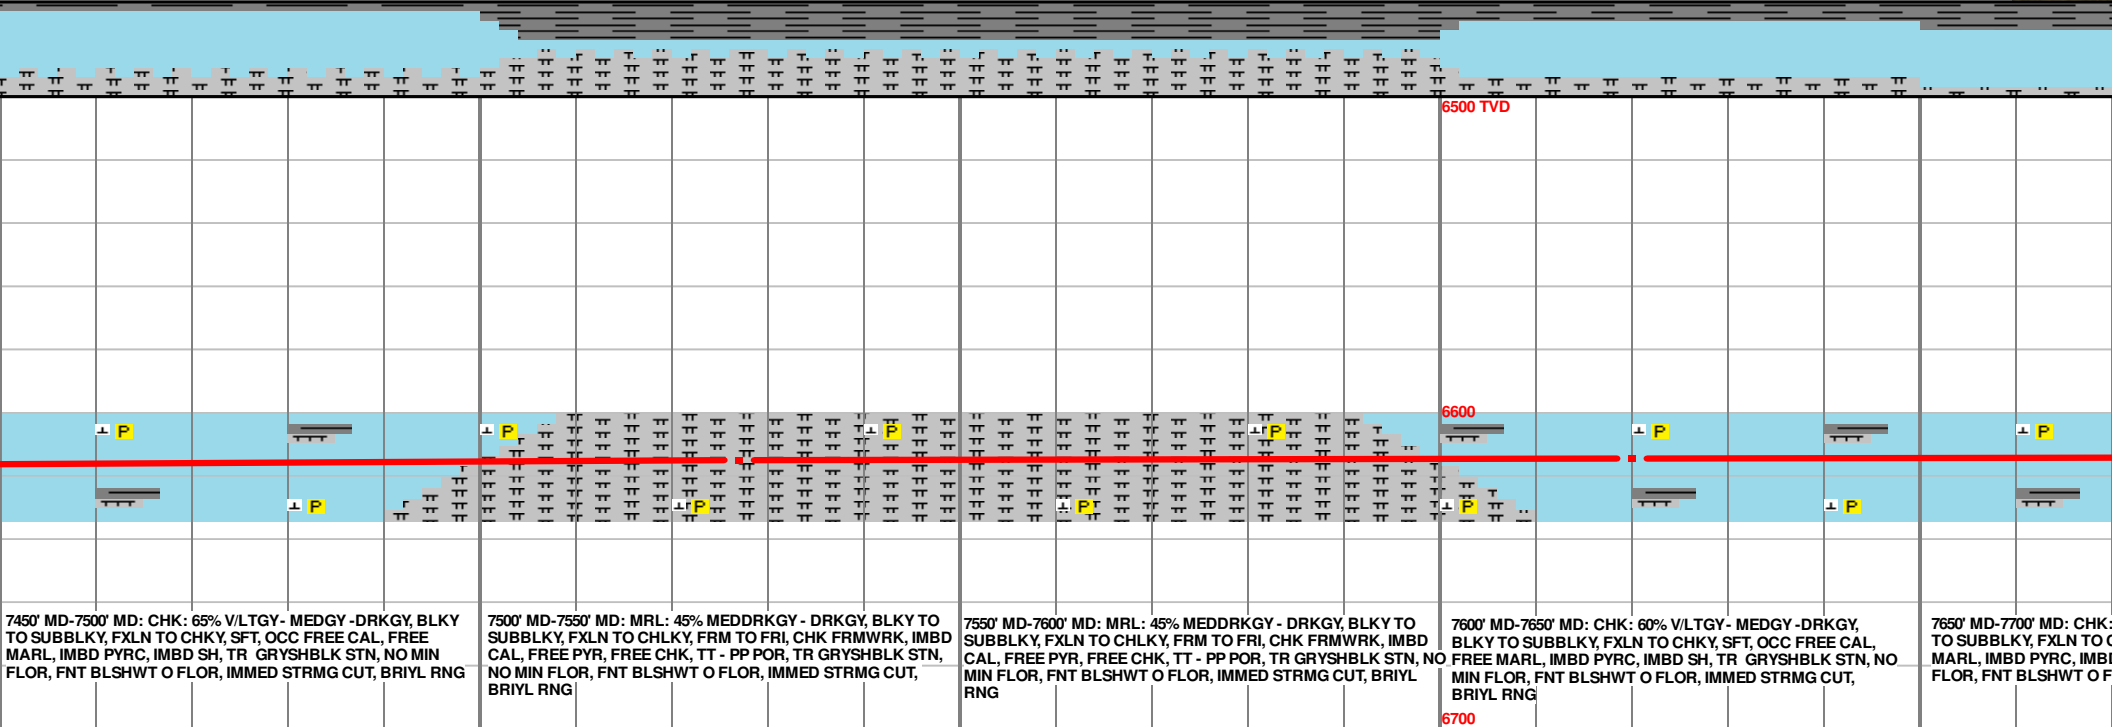 6500 TVD
6600
P
P
P
P
P
P
P
P
P
P
P
7450' MD-7500' MD: CHK: 65% V/LTGY- MEDGY -DRKGY, BLKY
TO SUBBLKY, FXLN TO CHKY, SFT, OCC FREE CAL, FREE
MARL, IMBD PYRC, IMBD SH, TR GRYSHBLK STN, NO MIN
FLOR, FNT BLSHWT O FLOR, IMMED STRMG CUT, BRIYL RNG
7500' MD-7550' MD: MRL: 45% MEDDRKGY - DRKGY, BLKY TO
SUBBLKY, FXLN TO CHLKY, FRM TO FRI, CHK FRMWRK, IMBD
CAL, FREE PYR, FREE CHK, TT - PP POR, TR GRYSHBLK STN,
NO MIN FLOR, FNT BLSHWT O FLOR, IMMED STRMG CUT,
BRIYL RNG
7550' MD-7600' MD: MRL: 45% MEDDRKGY - DRKGY, BLKY TO
SUBBLKY, FXLN TO CHLKY, FRM TO FRI, CHK FRMWRK, IMBD
CAL, FREE PYR, FREE CHK, TT - PP POR, TR GRYSHBLK STN, NO
MIN FLOR, FNT BLSHWT O FLOR, IMMED STRMG CUT, BRIYL
RNG
7600' MD-7650' MD: CHK: 60% V/LTGY- MEDGY -DRKGY,
BLKY TO SUBBLKY, FXLN TO CHKY, SFT, OCC FREE CAL,
FREE MARL, IMBD PYRC, IMBD SH, TR GRYSHBLK STN, NO
MIN FLOR, FNT BLSHWT O FLOR, IMMED STRMG CUT,
BRIYL RNG
7650' MD-7700' MD: CHK:
TO SUBBLKY, FXLN TO
MARL, IMBD PYRC,
FLOR, FNT BLSHWT O
6700